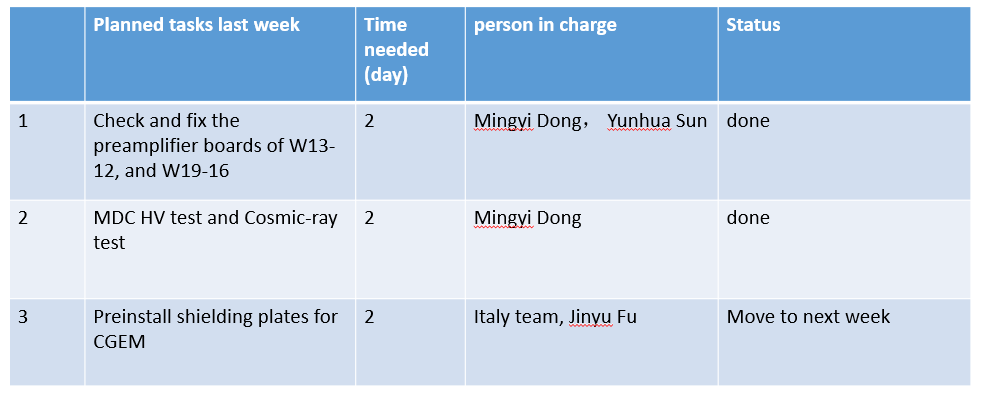 Planned tasks last week
Time needed (day)
person in charge
Status
1
Check and fix the
preamplifier boards of W13-
12, and W19-16
2
Mingyi Dong， Yunhua Sun
done
2
MDC HV test and Cosmic-ray
test
2
Mingyi Dong
done
3
Preinstall shielding plates for
CGEM
2
Italy team, Jinyu Fu
Move to next week